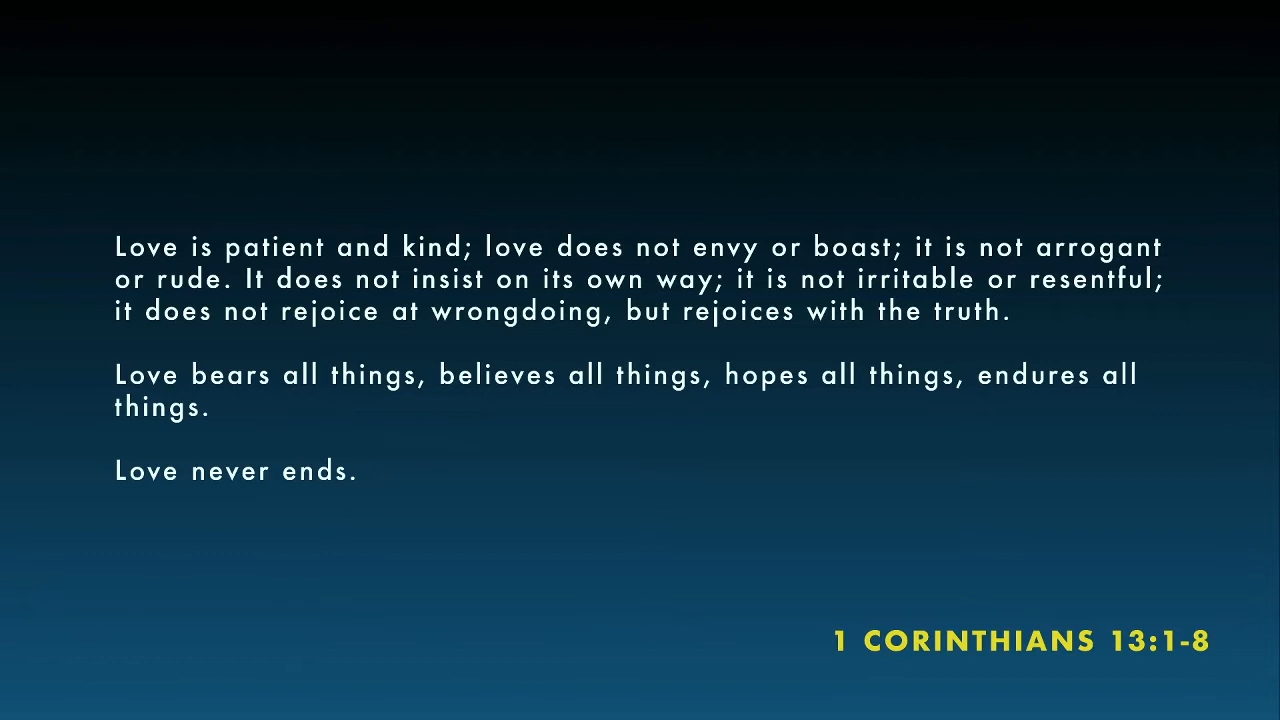 Love is patient and kind; love does not envy or boast; it is not arrogant
or rude. It does not insist on its own way; it is not irritable or resentful;
it does not rejoice at wrongdoing, but rejoices with the truth.
Love bears all things, believes all things, hopes all things, endures all
things.
Love never ends.
1 CORINTHIANS 13:1-8